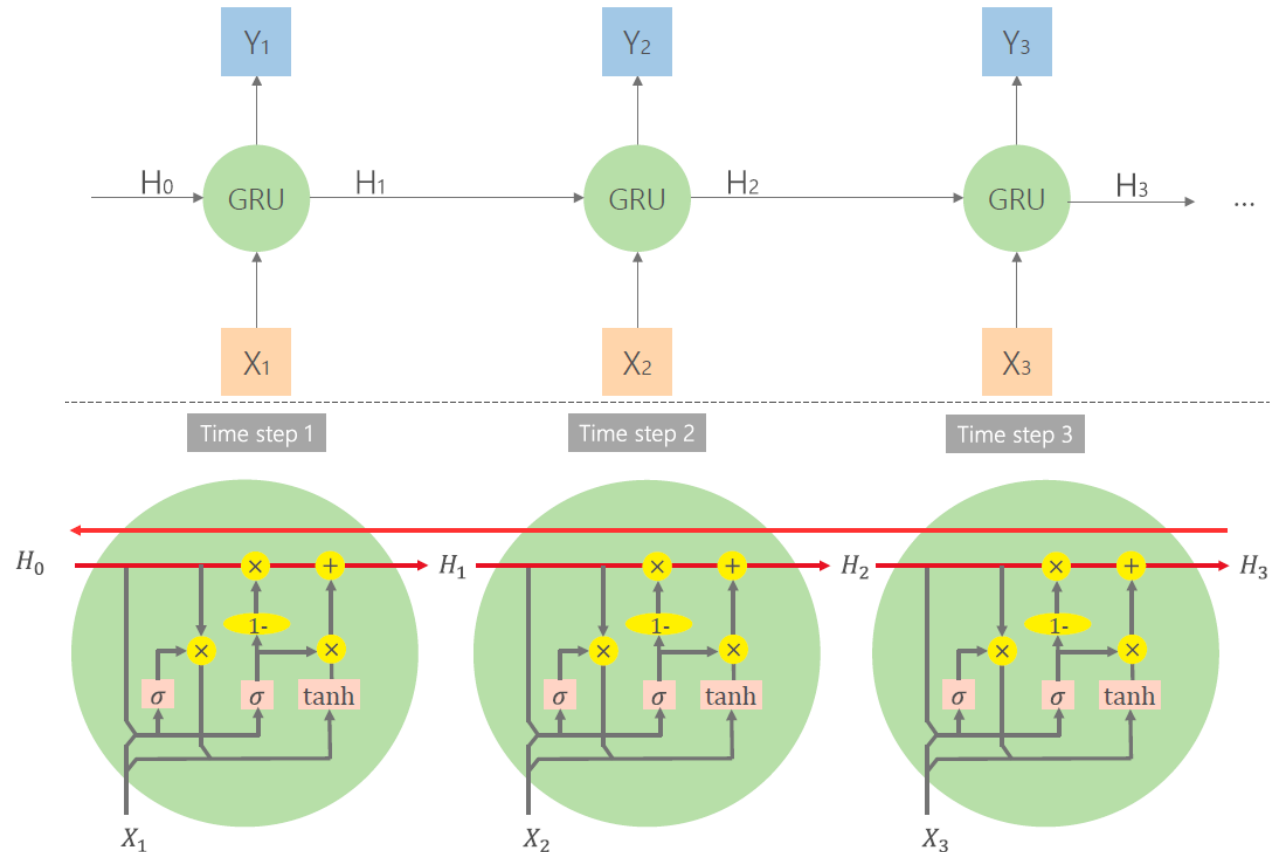 Y₁ Y₂ Y₃
H₀ GRU H₁ GRU H₂ GRU H₃ ...
X₁ X₂ X₃
Time step 1 Time step 2 Time step 3
H₀ × + H₁ × + H₂ × + H₃
1- 1- 1-
× × × × × ×
σ σ tanh σ σ tanh σ σ tanh
X₁ X₂ X₃